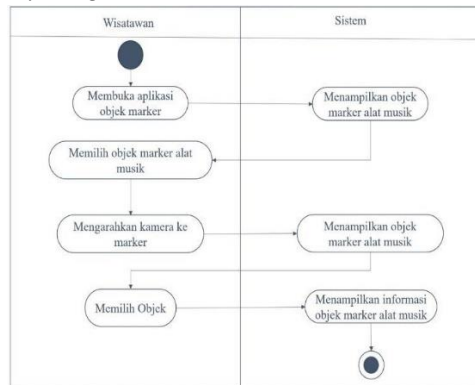 Wisatawan
Sistem
Membuka aplikasi
objek marker
Menampilkan objek
marker alat musik
Memilih objek marker alat
musik
Mengarahkan kamera ke
marker
Menampilkan objek
marker alat musik
Memilih Objek
Menampilkan informasi
objek marker alat musik